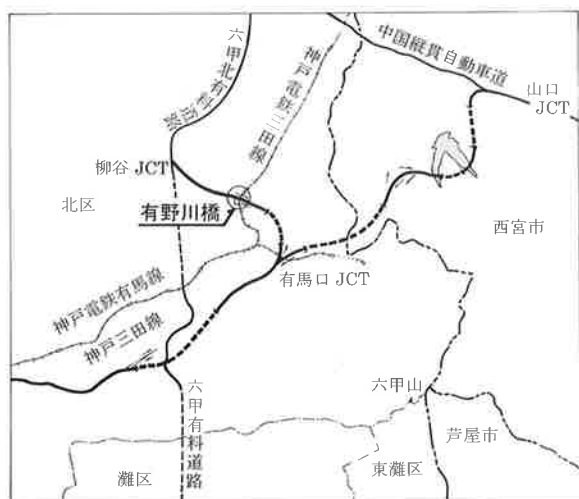 六甲北有料道路
神戸電鉄三田線
中国縦貫自動車道
山口
JCT
柳谷 JCT
北区
有野川橋
西宮市
有馬口 JCT
神戸電鉄有馬線
神戸三田線
六甲有料道路
六甲山
芦屋市
灘区
東灘区